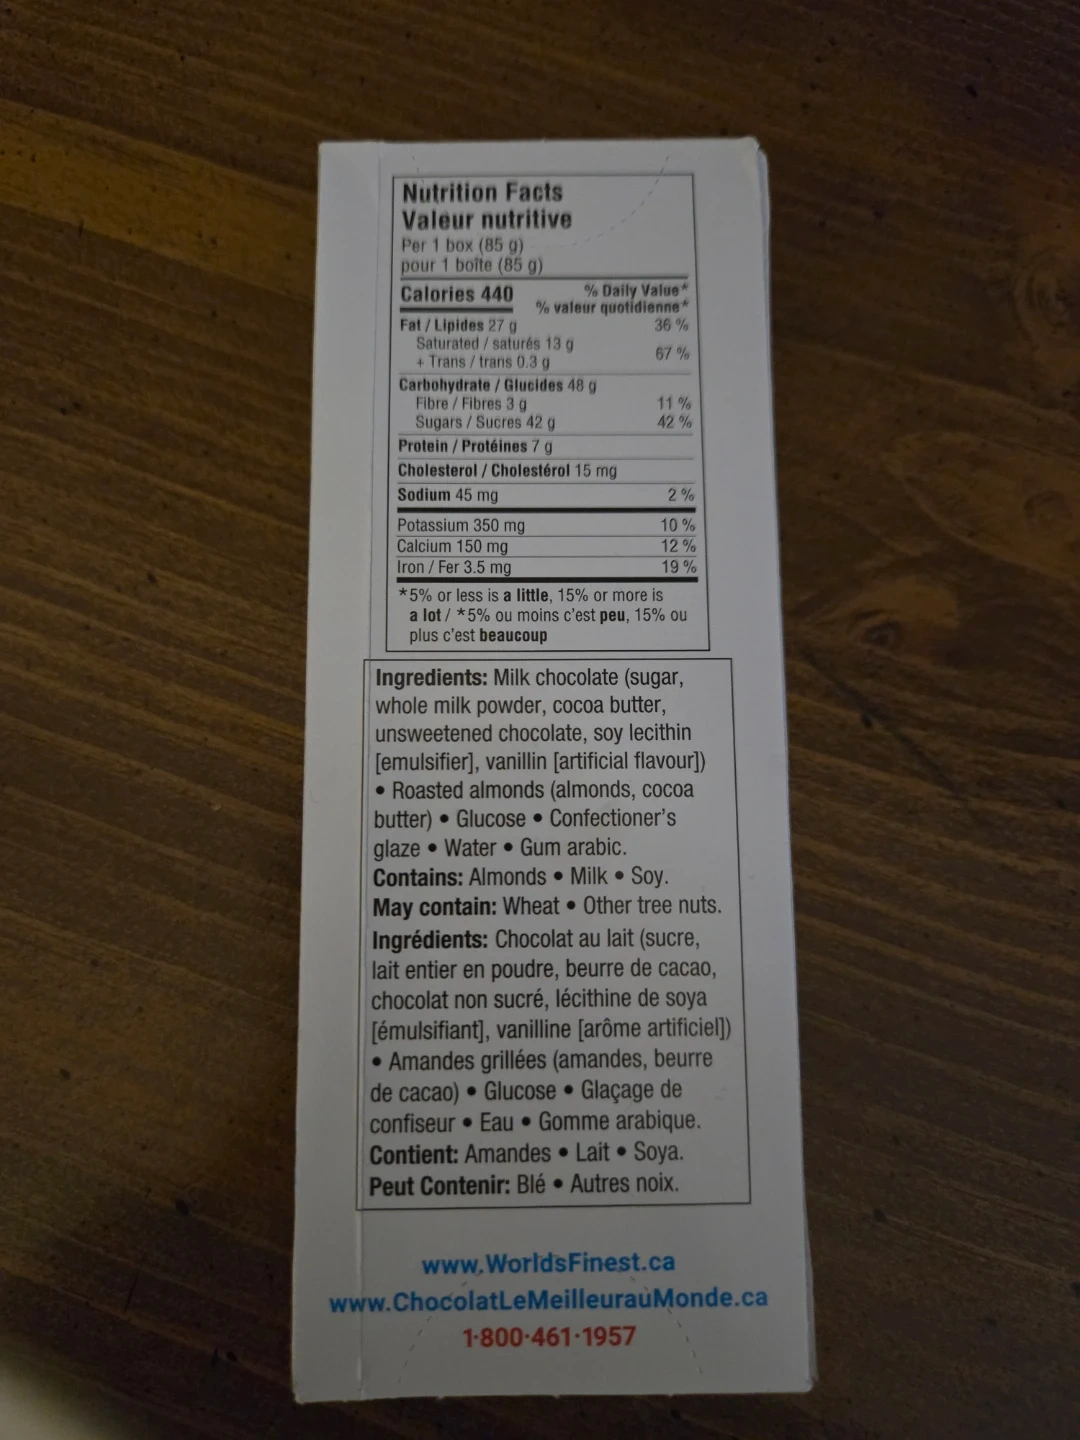 Nutrition Facts
Valeur nutritive
Per 1 box (85 g)
pour 1 boîte (85 g)
Calories 440
% Daily Value*
% valeur quotidienne*
Fat / Lipides 27 g 36 %
Saturated / saturés 13 g
+ Trans / trans 0.3 g 67 %
Carbohydrate / Glucides 48 g
Fibre / Fibres 3 g 11 %
Sugars / Sucres 42 g 42 %
Protein / Protéines 7 g
Cholesterol / Cholestérol 15 mg
Sodium 45 mg 2 %
Potassium 350 mg 10 %
Calcium 150 mg 12 %
Iron / Fer 3.5 mg 19 %
*5% or less is a little, 15% or more is
a lot / *5% ou moins c'est peu, 15% ou
plus c'est beaucoup
Ingredients: Milk chocolate (sugar,
whole milk powder, cocoa butter,
unsweetened chocolate, soy lecithin
[emulsifier], vanillin [artificial flavour])
• Roasted almonds (almonds, cocoa
butter) • Glucose • Confectioner's
glaze • Water • Gum arabic.
Contains: Almonds • Milk • Soy.
May contain: Wheat • Other tree nuts.
Ingrédients: Chocolat au lait (sucre,
lait entier en poudre, beurre de cacao,
chocolat non sucré, lécithine de soya
[émulsifiant], vanilline [arôme artificiel])
• Amandes grillées (amandes, beurre
de cacao) • Glucose • Glaçage de
confiseur • Eau • Gomme arabique.
Contient: Amandes • Lait • Soya.
Peut Contenir: Blé • Autres noix.
www.WorldsFinest.ca
www.ChocolatLeMeilleurauMonde.ca
1·800·461·1957